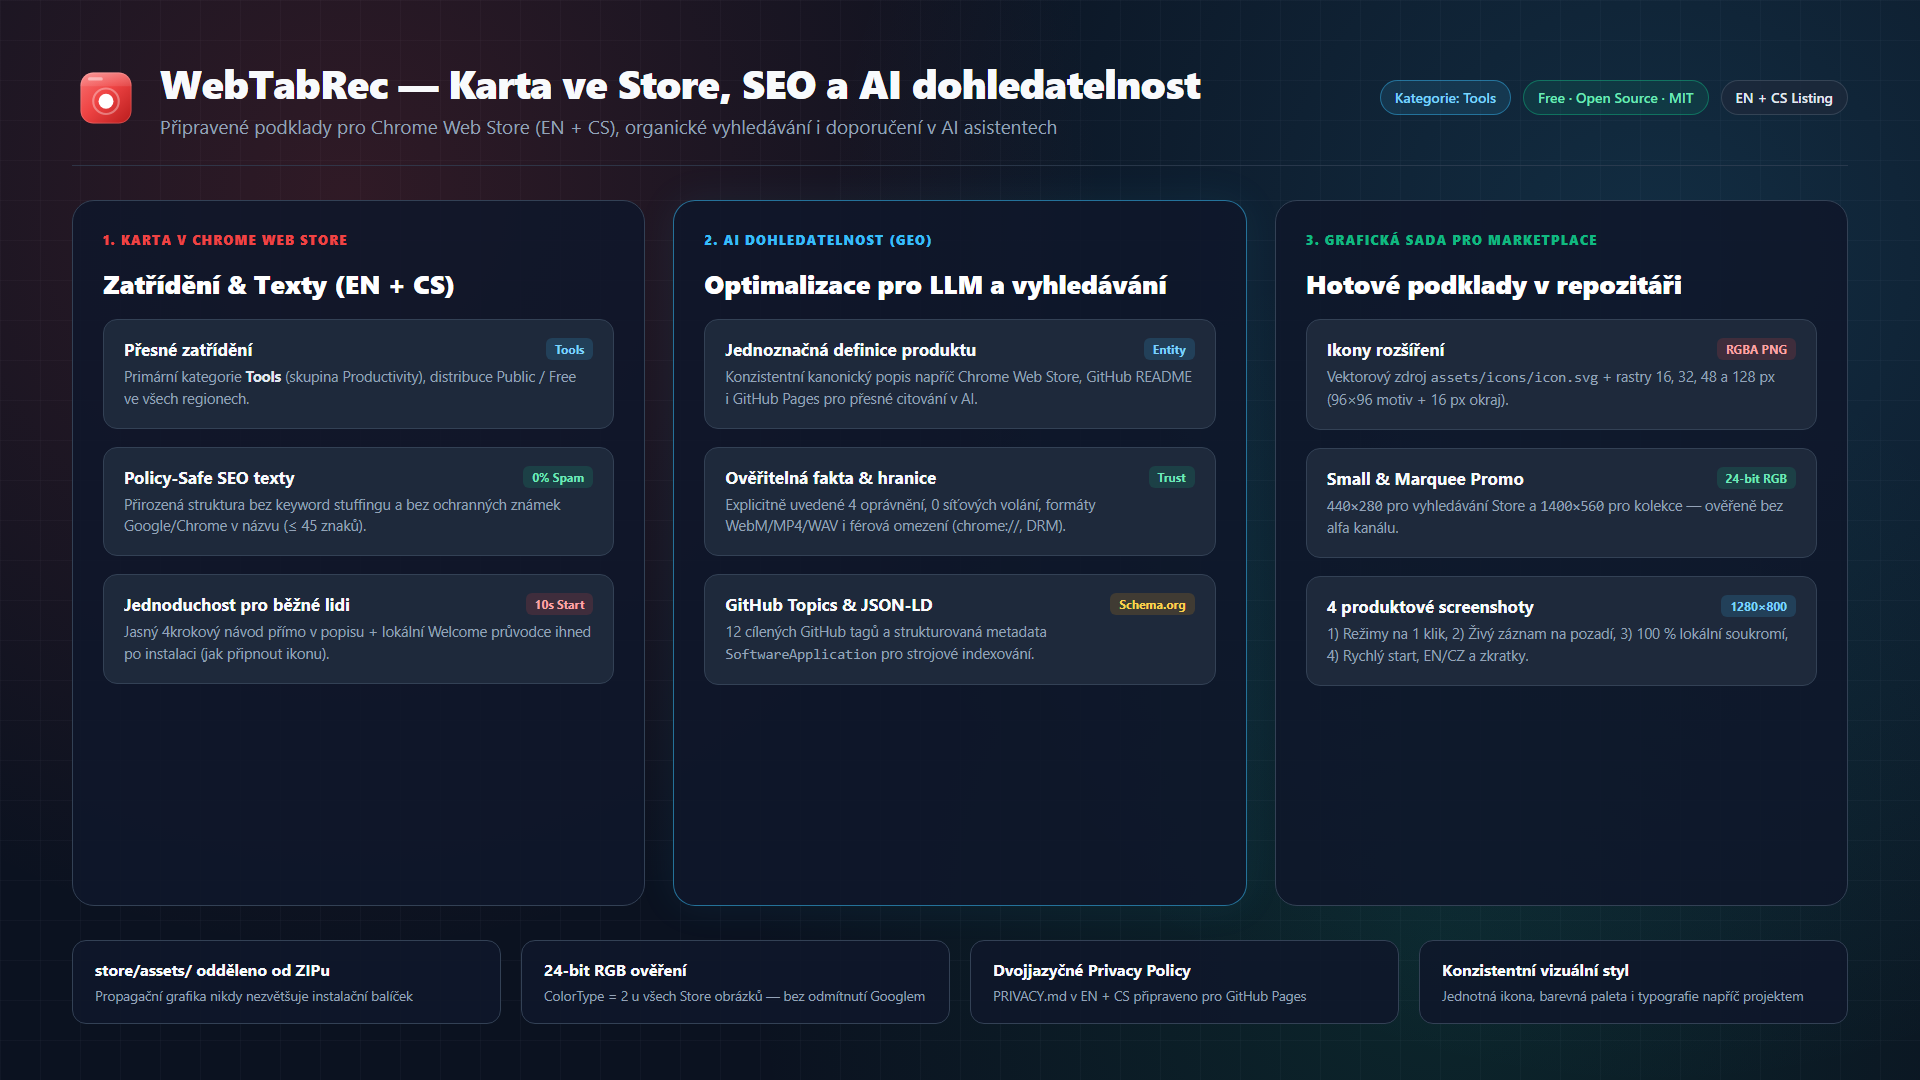 WebTabRec — Karta ve Store, SEO a AI dohledatelnost
Připravené podklady pro Chrome Web Store (EN + CS), organické vyhledávání i doporučení v AI asistentech
Kategorie: Tools
Free · Open Source · MIT
EN + CS Listing
1. KARTA V CHROME WEB STORE
Zatřídění & Texty (EN + CS)
Přesné zatřídění
Tools
Primární kategorie Tools (skupina Productivity), distribuce Public / Free
ve všech regionech.
Policy-Safe SEO texty
0% Spam
Přirozená struktura bez keyword stuffingu a bez ochranných známek
Google/Chrome v názvu (≤ 45 znaků).
Jednoduchost pro běžné lidi
10s Start
Jasný 4krokový návod přímo v popisu + lokální Welcome průvodce ihned
po instalaci (jak připnout ikonu).
2. AI DOHLEDATELNOST (GEO)
Optimalizace pro LLM a vyhledávání
Jednoznačná definice produktu
Entity
Konzistentní kanonický popis napříč Chrome Web Store, GitHub README
i GitHub Pages pro přesné citování v AI.
Ověřitelná fakta & hranice
Trust
Explicitně uvedené 4 oprávnění, 0 síťových volání, formáty
WebM/MP4/WAV i férová omezení (chrome://, DRM).
GitHub Topics & JSON-LD
Schema.org
12 cílených GitHub tagů a strukturovaná metadata
SoftwareApplication pro strojové indexování.
3. GRAFICKÁ SADA PRO MARKETPLACE
Hotové podklady v repozitáři
Ikony rozšíření
RGBA PNG
Vektorový zdroj assets/icons/icon.svg + rastry 16, 32, 48 a 128 px
(96×96 motiv + 16 px okraj).
Small & Marquee Promo
24-bit RGB
440×280 pro vyhledávání Store a 1400×560 pro kolekce — ověřeně bez
alfa kanálu.
4 produktové screenshoty
1280×800
1) Režimy na 1 klik, 2) Živý záznam na pozadí, 3) 100 % lokální soukromí,
4) Rychlý start, EN/CZ a zkratky.
store/assets/ odděleno od ZIPu
Propagační grafika nikdy nezvětšuje instalační balíček
24-bit RGB ověření
ColorType = 2 u všech Store obrázků — bez odmítnutí Googlem
Dvojjazyčné Privacy Policy
PRIVACY.md v EN + CS připraveno pro GitHub Pages
Konzistentní vizuální styl
Jednotná ikona, barevná paleta i typografie napříč projektem